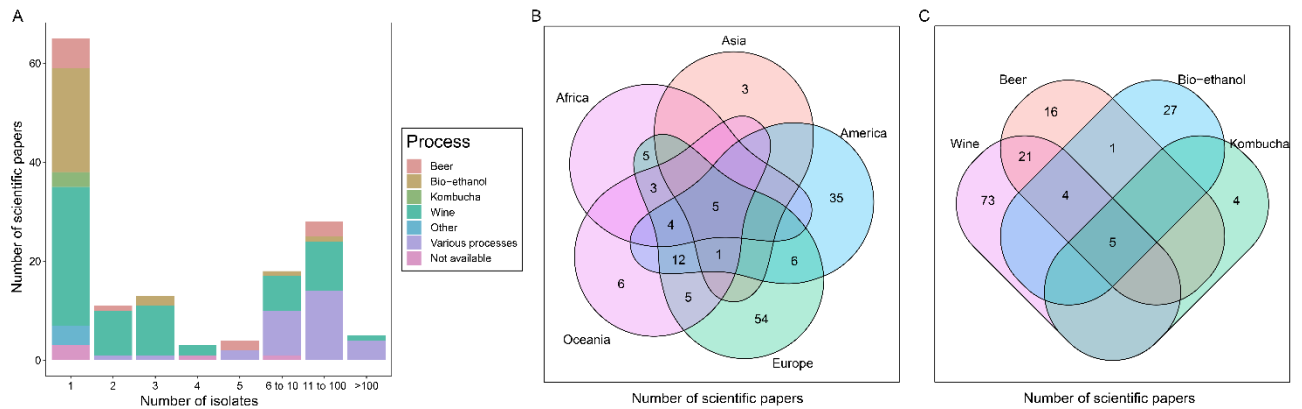 A
Number of scientific papers
60
40
20
0
1
2
3
4
5
6 to 10
11 to 100
>100
Number of isolates
Process
Beer
Bio-ethanol
Kombucha
Wine
Other
Various processes
Not available
B
Asia
Africa
America
Oceania
Europe
3
5
3
35
5
4
1
12
6
6
5
54
Number of scientific papers
C
Beer
Bio-ethanol
Wine
Kombucha
16
27
21
1
73
4
4
5
Number of scientific papers